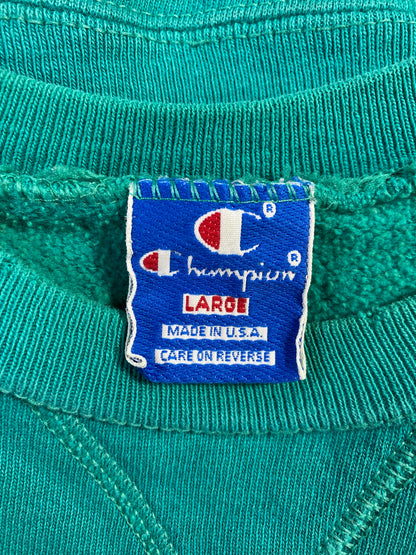 C ®
Champion ®
LARGE
MADE IN U.S.A.
CARE ON REVERSE